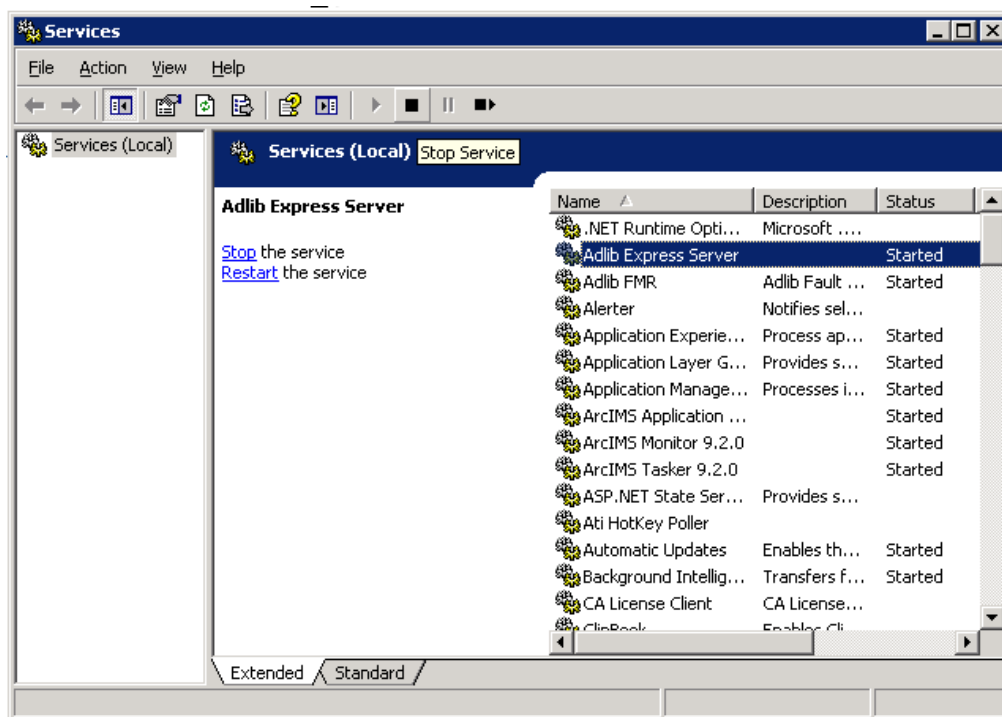 Services
File Action View Help
Services (Local)
Services (Local) Stop Service
Adlib Express Server
Stop the service
Restart the service
Name Description Status
.NET Runtime Opti... Microsoft ....
Adlib Express Server Started
Adlib FMR Adlib Fault ... Started
Alerter Notifies sel...
Application Experie... Process ap... Started
Application Layer G... Provides s... Started
Application Manage... Processes i... Started
ArcIMS Application ... Started
ArcIMS Monitor 9.2.0 Started
ArcIMS Tasker 9.2.0 Started
ASP.NET State Ser... Provides s...
Ati HotKey Poller
Automatic Updates Enables th... Started
Background Intellig... Transfers f... Started
CA License Client CA License...
ClipBook Enables Cli...
Extended Standard